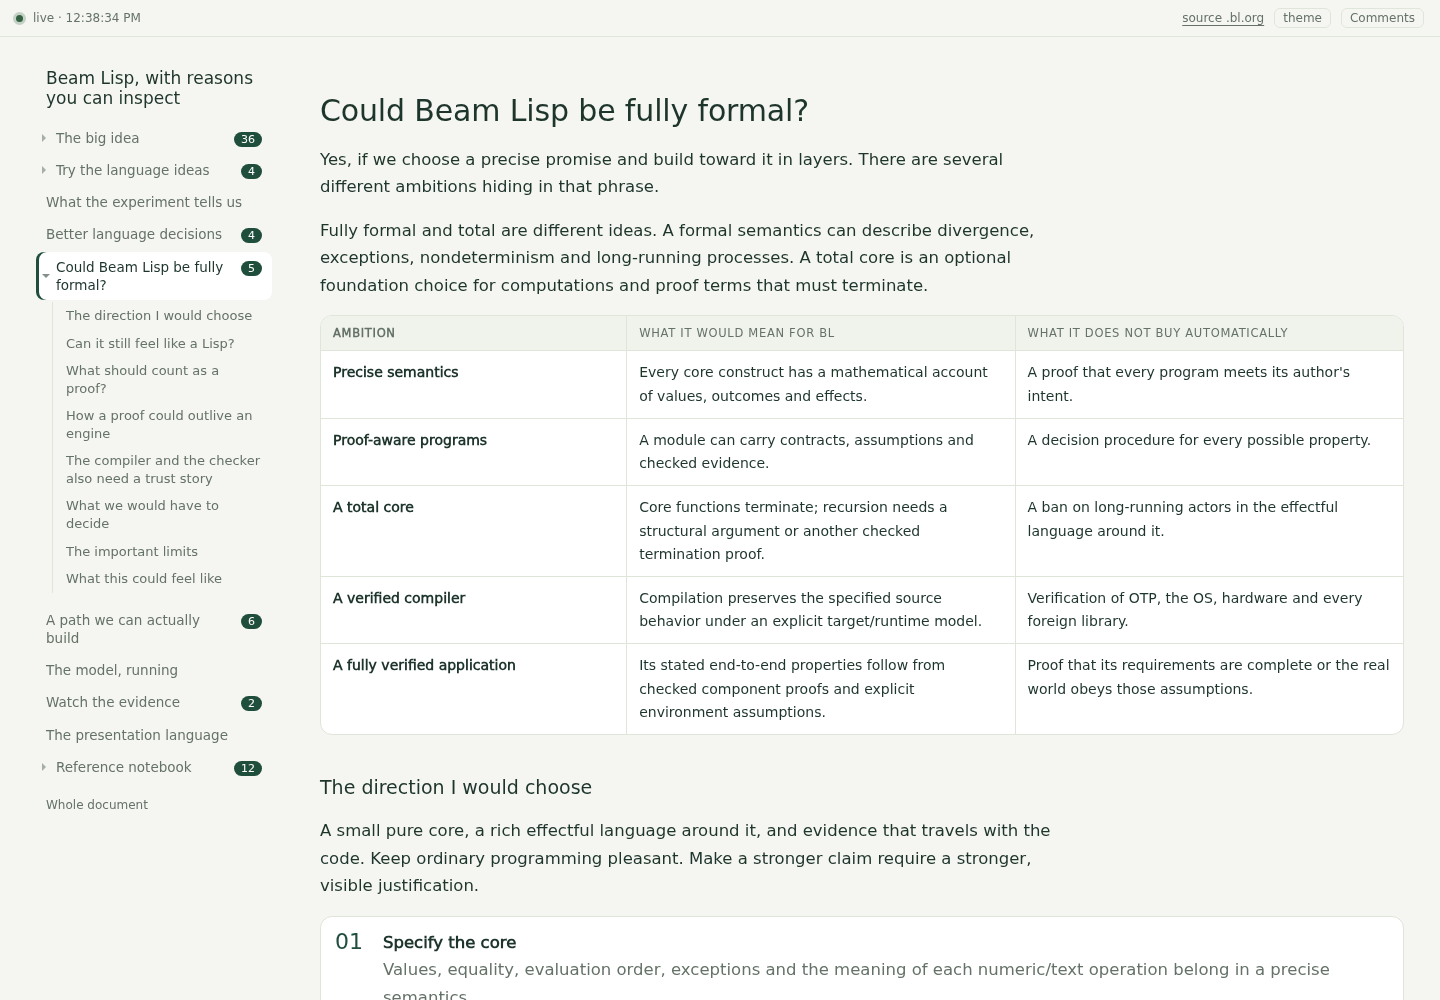 live · 12:38:34 PM
source .bl.org
theme
Comments
Beam Lisp, with reasons
you can inspect
The big idea
36
Try the language ideas
4
What the experiment tells us
Better language decisions
4
Could Beam Lisp be fully
formal?
5
The direction I would choose
Can it still feel like a Lisp?
What should count as a
proof?
How a proof could outlive an
engine
The compiler and the checker
also need a trust story
What we would have to
decide
The important limits
What this could feel like
A path we can actually
build
6
The model, running
Watch the evidence
2
The presentation language
Reference notebook
12
Whole document
Could Beam Lisp be fully formal?
Yes, if we choose a precise promise and build toward it in layers. There are several
different ambitions hiding in that phrase.
Fully formal and total are different ideas. A formal semantics can describe divergence,
exceptions, nondeterminism and long-running processes. A total core is an optional
foundation choice for computations and proof terms that must terminate.
AMBITION
WHAT IT WOULD MEAN FOR BL
WHAT IT DOES NOT BUY AUTOMATICALLY
Precise semantics
Every core construct has a mathematical account
of values, outcomes and effects.
A proof that every program meets its author's
intent.
Proof-aware programs
A module can carry contracts, assumptions and
checked evidence.
A decision procedure for every possible property.
A total core
Core functions terminate; recursion needs a
structural argument or another checked
termination proof.
A ban on long-running actors in the effectful
language around it.
A verified compiler
Compilation preserves the specified source
behavior under an explicit target/runtime model.
Verification of OTP, the OS, hardware and every
foreign library.
A fully verified application
Its stated end-to-end properties follow from
checked component proofs and explicit
environment assumptions.
Proof that its requirements are complete or the real
world obeys those assumptions.
The direction I would choose
A small pure core, a rich effectful language around it, and evidence that travels with the
code. Keep ordinary programming pleasant. Make a stronger claim require a stronger,
visible justification.
01
Specify the core
Values, equality, evaluation order, exceptions and the meaning of each numeric/text operation belong in a precise
semantics.